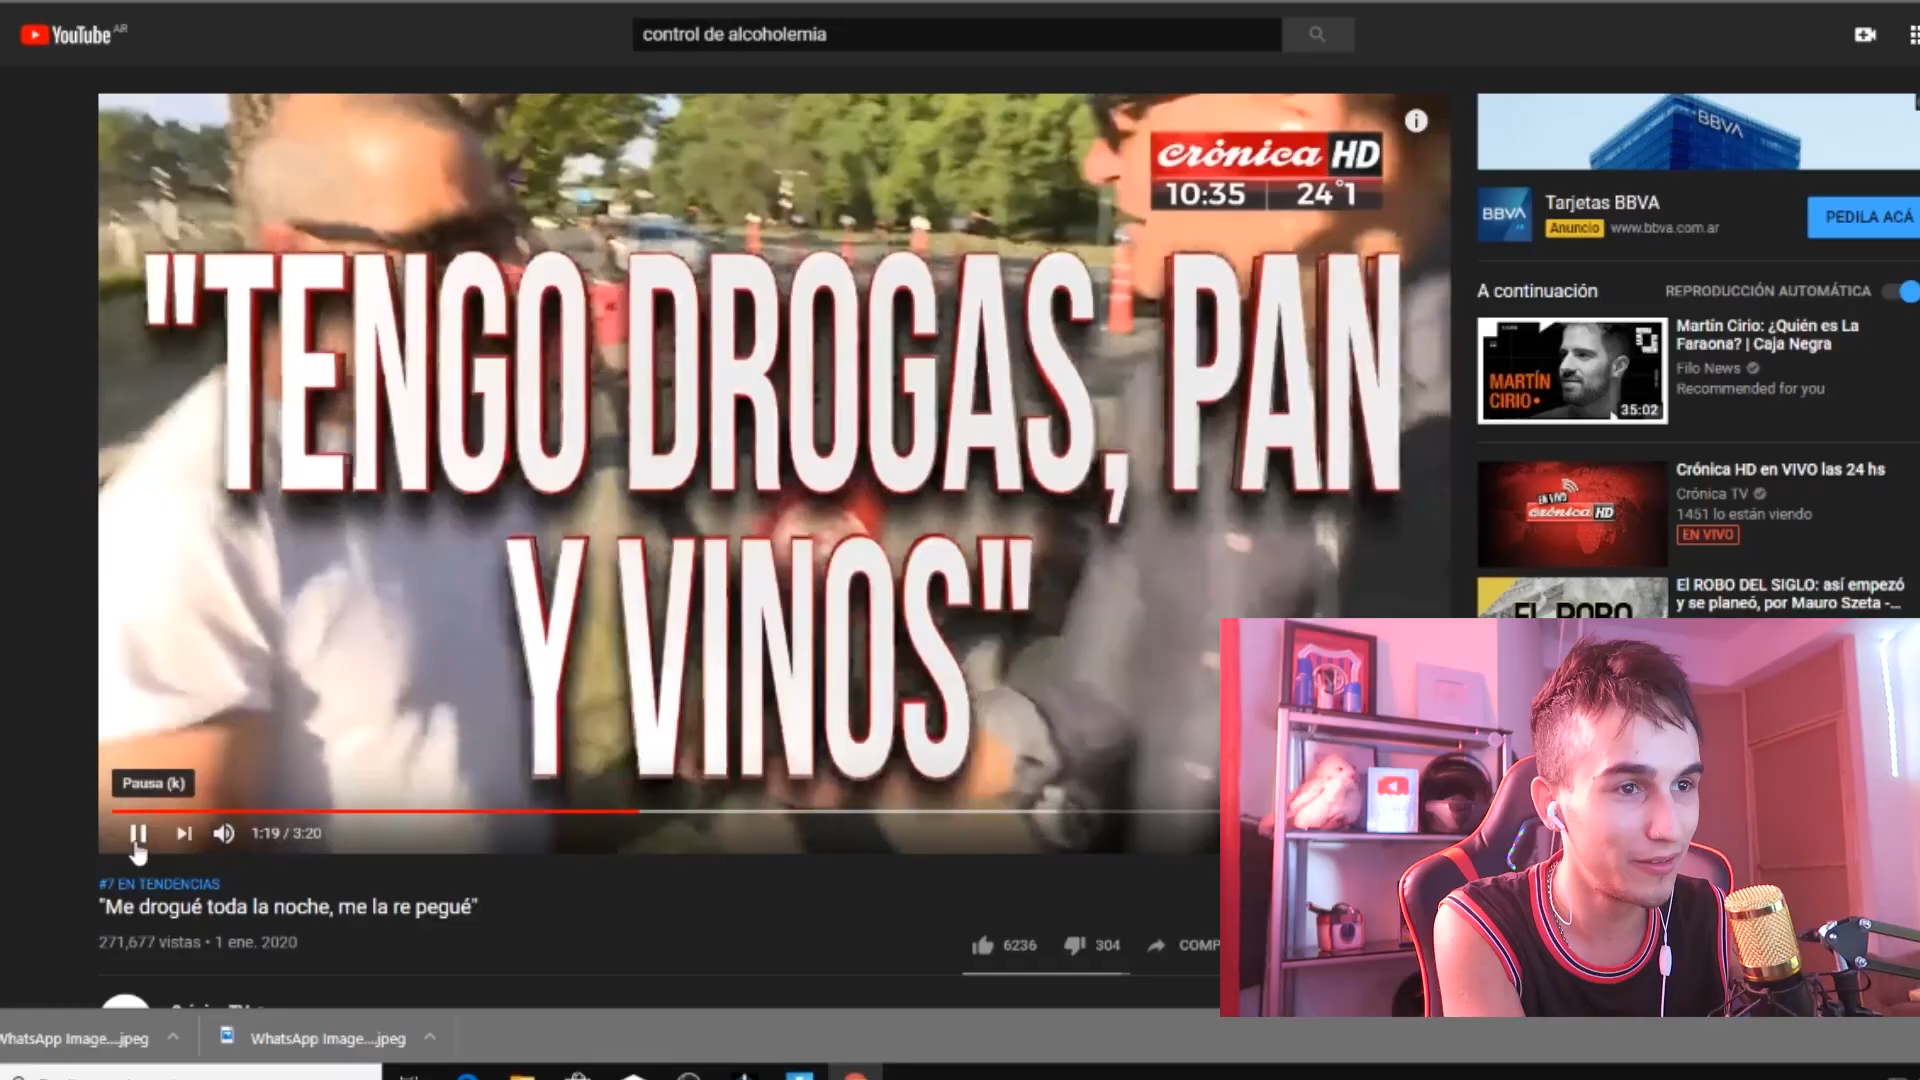 YouTube AR
control de alcoholemia
crónica HD
10:35 24°1
"TENGO DROGAS, PAN
Y VINOS"
Pausa (k)
1:19 / 3:20
#7 EN TENDENCIAS
"Me drogué toda la noche, me la re pegué"
271,677 vistas • 1 ene. 2020
6236
304
COMP
BBVA
BBVA
Tarjetas BBVA
Anuncio www.bbva.com.ar
PEDILA ACÁ
A continuación
REPRODUCCIÓN AUTOMÁTICA
MARTÍN
CIRIO•
35:02
Martín Cirio: ¿Quién es La
Faraona? | Caja Negra
Filo News
Recommended for you
EN VIVO
crónica HD
Crónica HD en VIVO las 24 hs
Crónica TV
1451 lo están viendo
EN VIVO
EL ROBO
El ROBO DEL SIGLO: así empezó
y se planeó, por Mauro Szeta -...
WhatsApp Image....jpeg
WhatsApp Image....jpeg